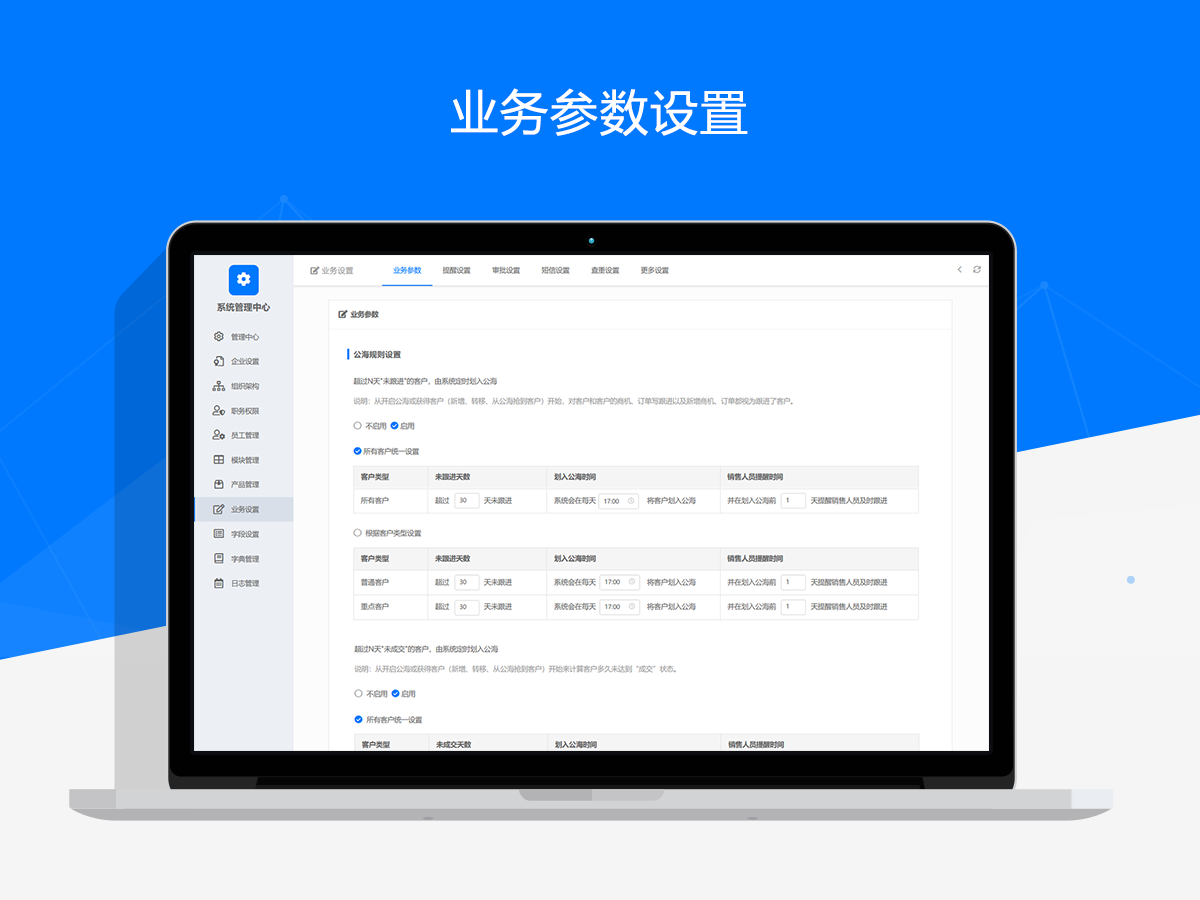 业务参数设置
系统管理中心
管理中心
企业设置
组织架构
职务权限
员工管理
模块管理
产品管理
业务设置
字段设置
字典管理
日志管理
业务设置 业务参数 提醒设置 审批设置 短信设置 查重设置 更多设置
业务参数
公海规则设置
超过N天"未跟进"的客户，由系统定时划入公海
说明：从开启公海或获得客户（新增、转移、从公海抢到客户）开始，对客户和客户的商机、订单写跟进以及新增商机、订单都视为跟进了客户。
不启用 启用
所有客户统一设置
客户类型 未跟进天数 划入公海时间 销售人员提醒时间
所有客户 超过 30 天未跟进 系统会在每天 17:00 将客户划入公海 并在划入公海前 1 天提醒销售人员及时跟进
根据客户类型设置
客户类型 未跟进天数 划入公海时间 销售人员提醒时间
普通客户 超过 30 天未跟进 系统会在每天 17:00 将客户划入公海 并在划入公海前 1 天提醒销售人员及时跟进
重点客户 超过 30 天未跟进 系统会在每天 17:00 将客户划入公海 并在划入公海前 1 天提醒销售人员及时跟进
超过N天"未成交"的客户，由系统定时划入公海
说明：从开启公海或获得客户（新增、转移、从公海抢到客户）开始来计算客户多久未达到“成交”状态。
不启用 启用
所有客户统一设置
客户类型 未成交天数 划入公海时间 销售人员提醒时间